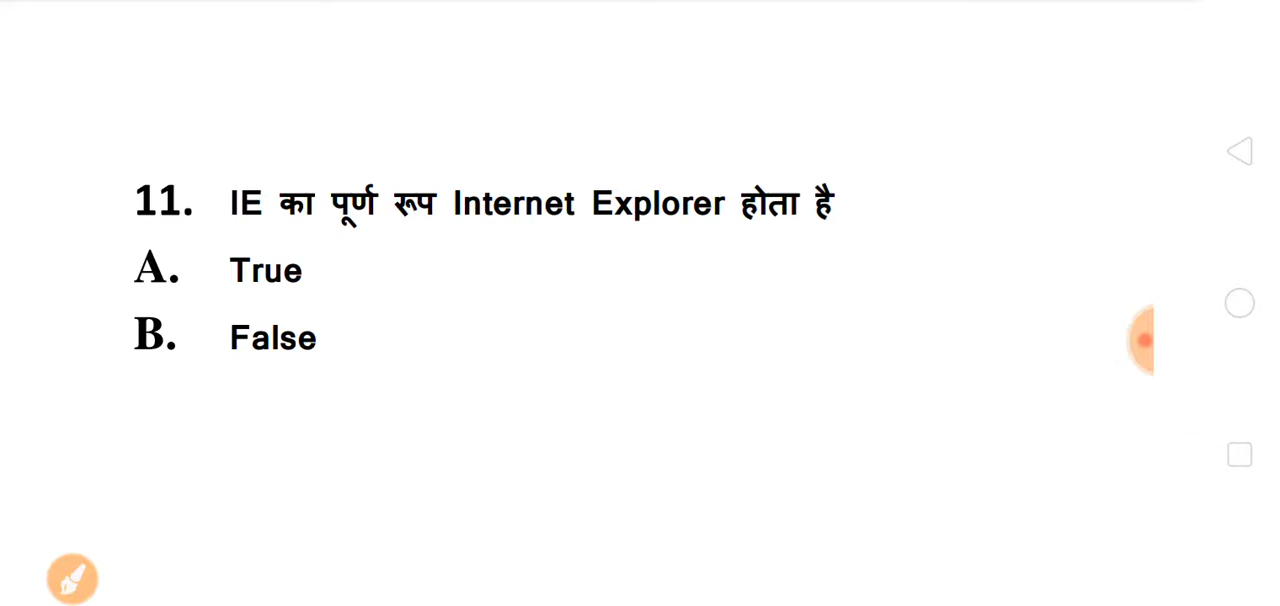 11. IE का पूर्ण रूप Internet Explorer होता है
A. True
B. False